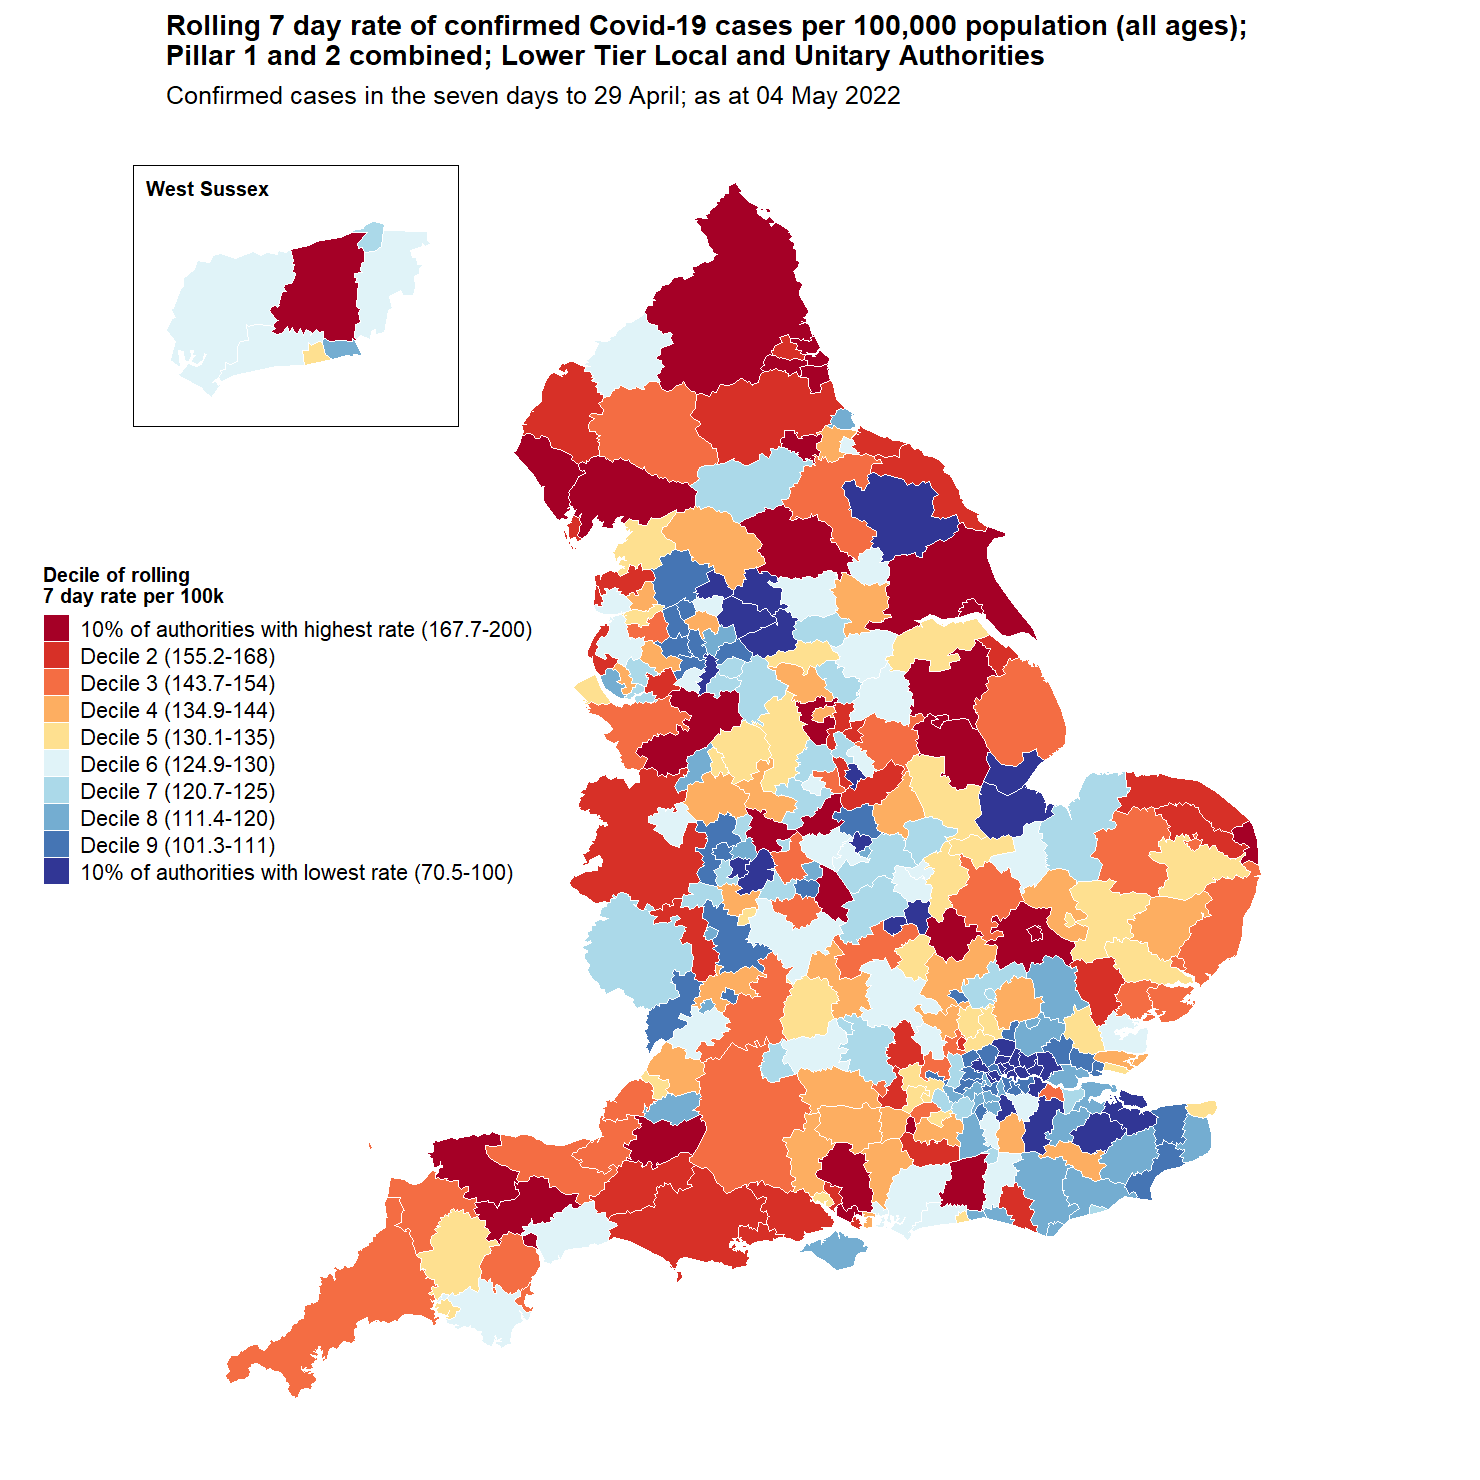 Rolling 7 day rate of confirmed Covid-19 cases per 100,000 population (all ages);
Pillar 1 and 2 combined; Lower Tier Local and Unitary Authorities
Confirmed cases in the seven days to 29 April; as at 04 May 2022
West Sussex
Decile of rolling
7 day rate per 100k
10% of authorities with highest rate (167.7-200)
Decile 2 (155.2-168)
Decile 3 (143.7-154)
Decile 4 (134.9-144)
Decile 5 (130.1-135)
Decile 6 (124.9-130)
Decile 7 (120.7-125)
Decile 8 (111.4-120)
Decile 9 (101.3-111)
10% of authorities with lowest rate (70.5-100)